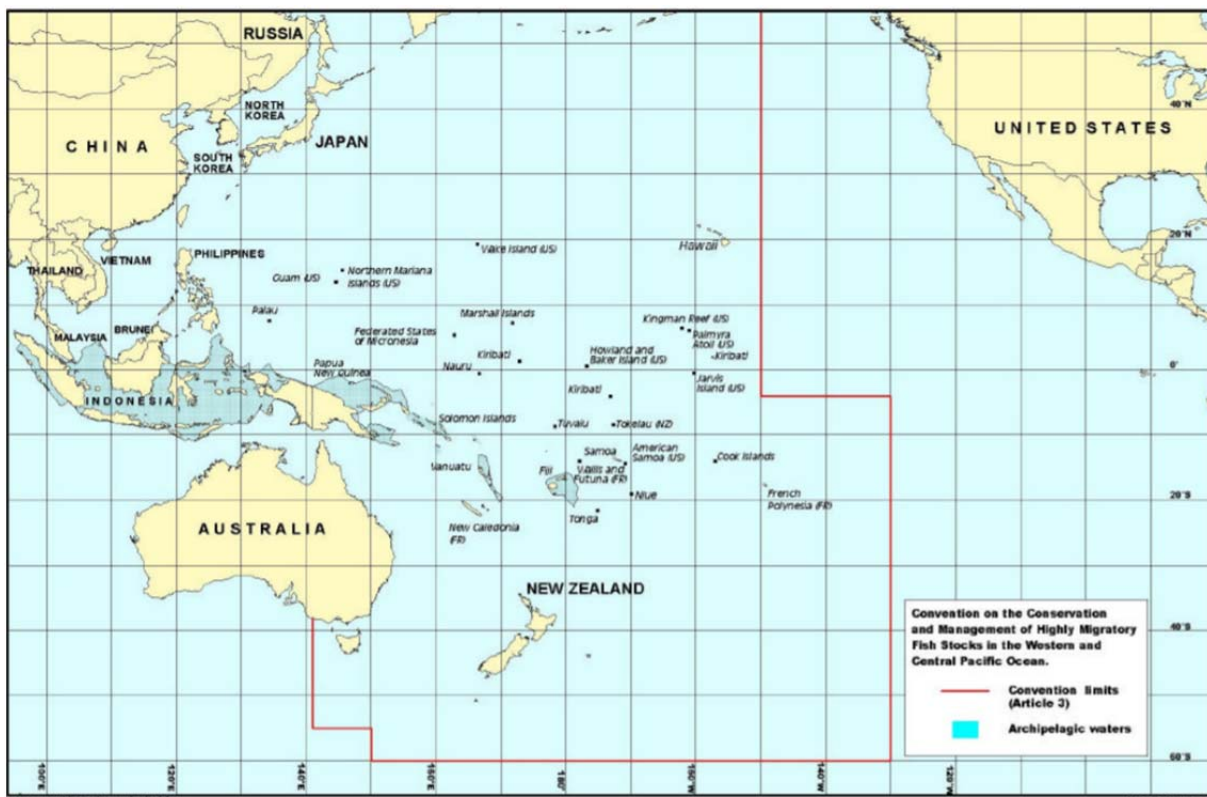 RUSSIA
NORTH
KOREA
CHINA
JAPAN
SOUTH
KOREA
UNITED STATES
40°N
20°N
Wake Island (US)
Hawaii
PHILIPPINES
VIETNAM
THAILAND
Guam (US)
Northern Mariana
Islands (US)
Palau
Marshall Islands
Kingman Reef (US)
Palmyra
Atoll (US)
MALAYSIA
BRUNEI
Federated States
of Micronesia
Kiribati
Howland and
Baker Island (US)
Kiribati
0°
Papua
New Guinea
Nauru
Jarvis
Island (US)
Kiribati
INDONESIA
Solomon Islands
Tuvalu
Tokelau (NZ)
Samoa
American
Samoa (US)
Cook Islands
Vanuatu
Fiji
Wallis and
Futuna (FR)
Niue
French
Polynesia (FR)
20°S
Tonga
New Caledonia
(FR)
AUSTRALIA
NEW ZEALAND
Convention on the Conservation
and Management of Highly Migratory
Fish Stocks in the Western and
Central Pacific Ocean.
Convention limits
(Article 3)
Archipelagic waters
40°S
60°S
100°E
120°E
140°E
160°E
180°
160°W
140°W
120°W